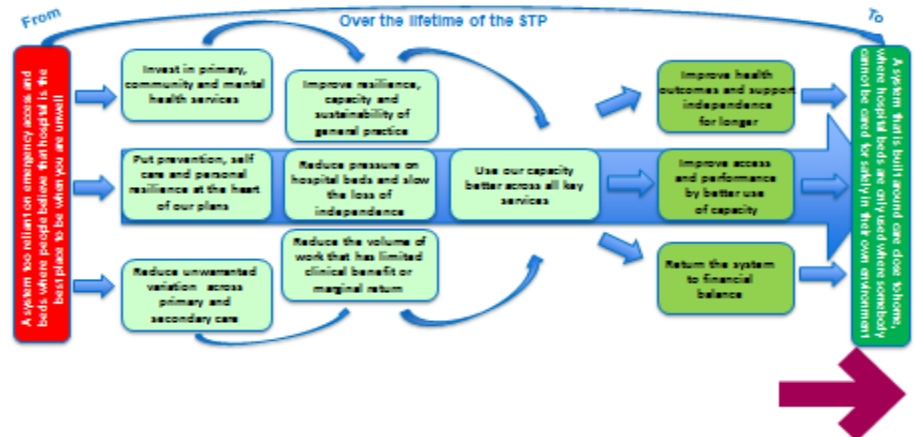 From
Over the lifetime of the STP
To
A system too reliant on emergency access and
beds where people believe that hospital is the
best place to be when you are unwell
Invest in primary,
community and mental
health services
Put prevention, self
care and personal
resilience at the heart
of our plans
Reduce unwarranted
variation across
primary and
secondary care
Improve resilience,
capacity and
sustainability of
general practice
Reduce pressure on
hospital beds and slow
the loss of
independence
Reduce the volume of
work that has limited
clinical benefit or
marginal return
Use our capacity
better across all key
services
Improve health
outcomes and support
independence
for longer
Improve access
and performance
by better use
of capacity
Return the system
to financial
balance
A system that is built around care close to home,
where hospital beds are only used where somebody
cannot be cared for safely in their own environment